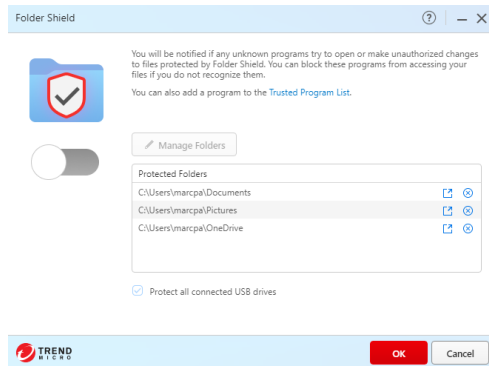 Folder Shield
You will be notified if any unknown programs try to open or make unauthorized changes
to files protected by Folder Shield. You can block these programs from accessing your
files if you do not recognize them.
You can also add a program to the Trusted Program List.
Manage Folders
Protected Folders
C:\Users\marcpa\Documents
C:\Users\marcpa\Pictures
C:\Users\marcpa\OneDrive
Protect all connected USB drives
TREND
MICRO
OK
Cancel